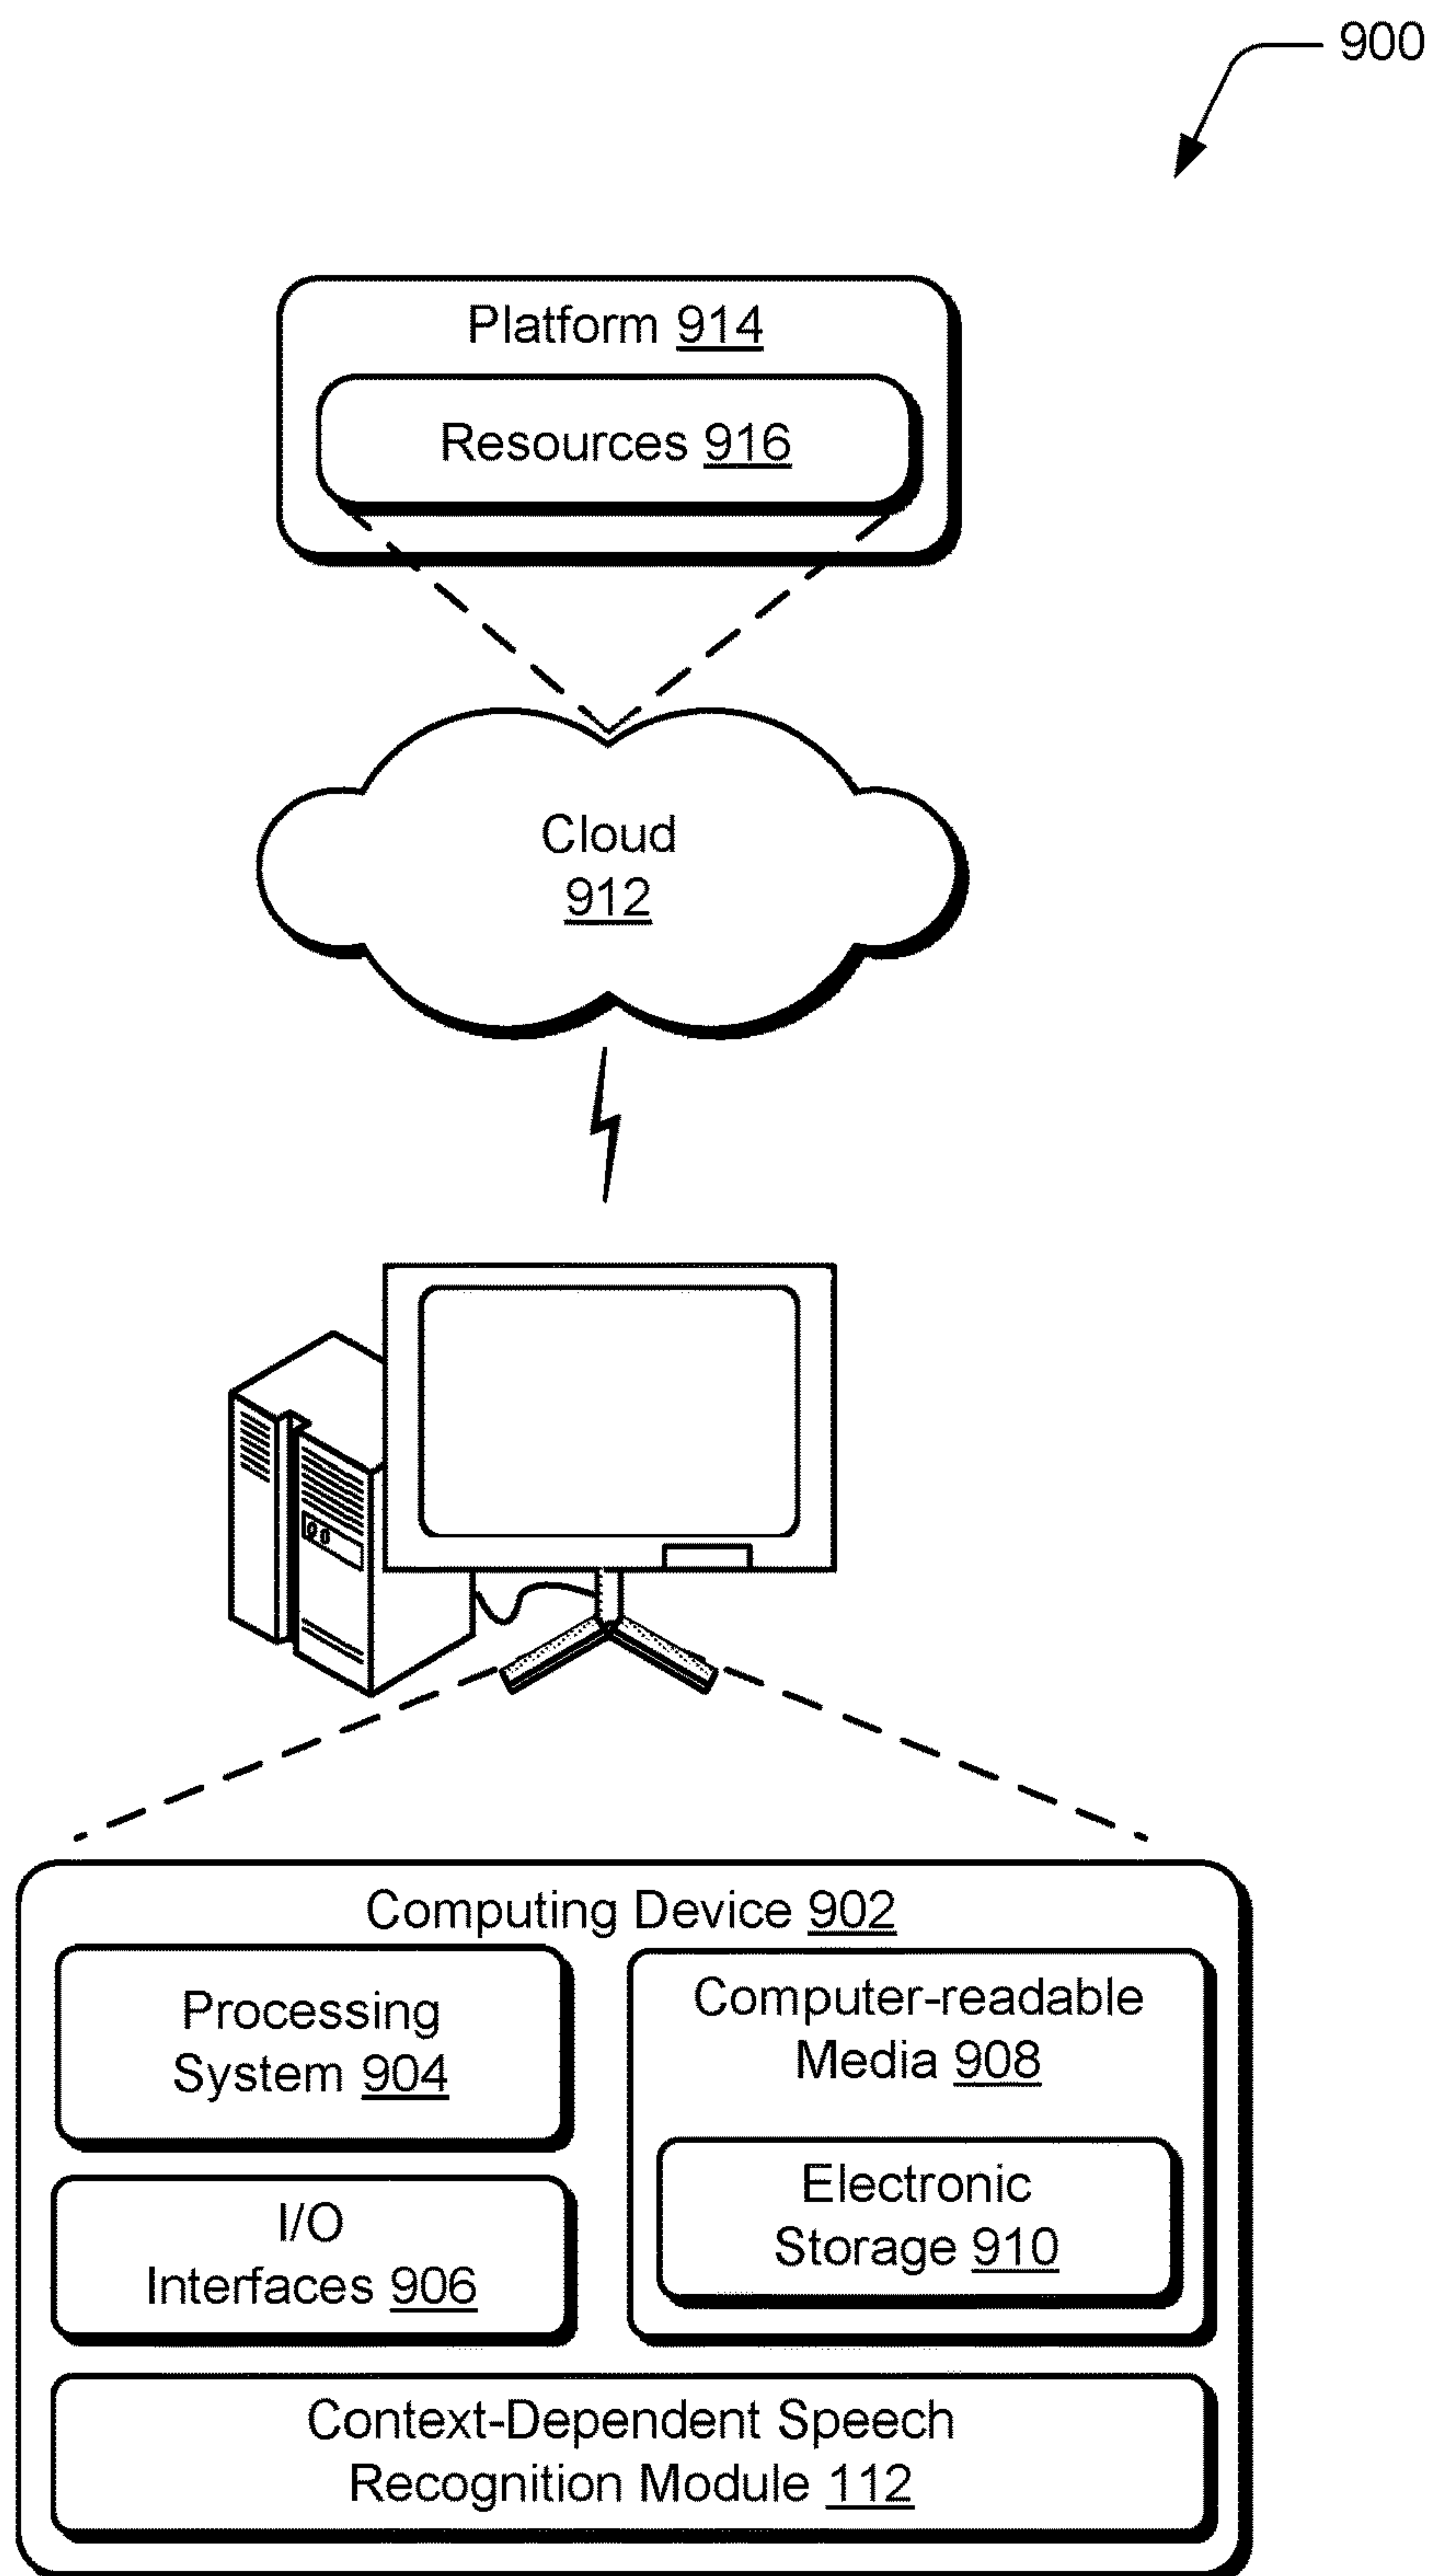 900
Platform 914
Resources 916
Cloud
912
Computing Device 902
Processing
System 904
I/O
Interfaces 906
Computer-readable
Media 908
Electronic
Storage 910
Context-Dependent Speech
Recognition Module 112